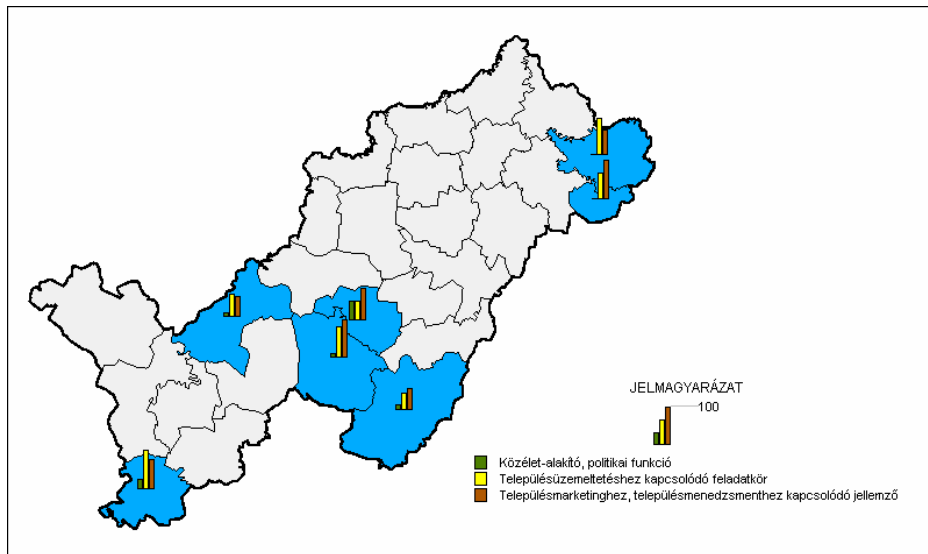 JELMAGYARÁZAT
100
Közélet-alakító, politikai funkció
Településüzemeltetéshez kapcsolódó feladatkör
Településmarketinghez, településmenedzsmenthez kapcsolódó jellemző